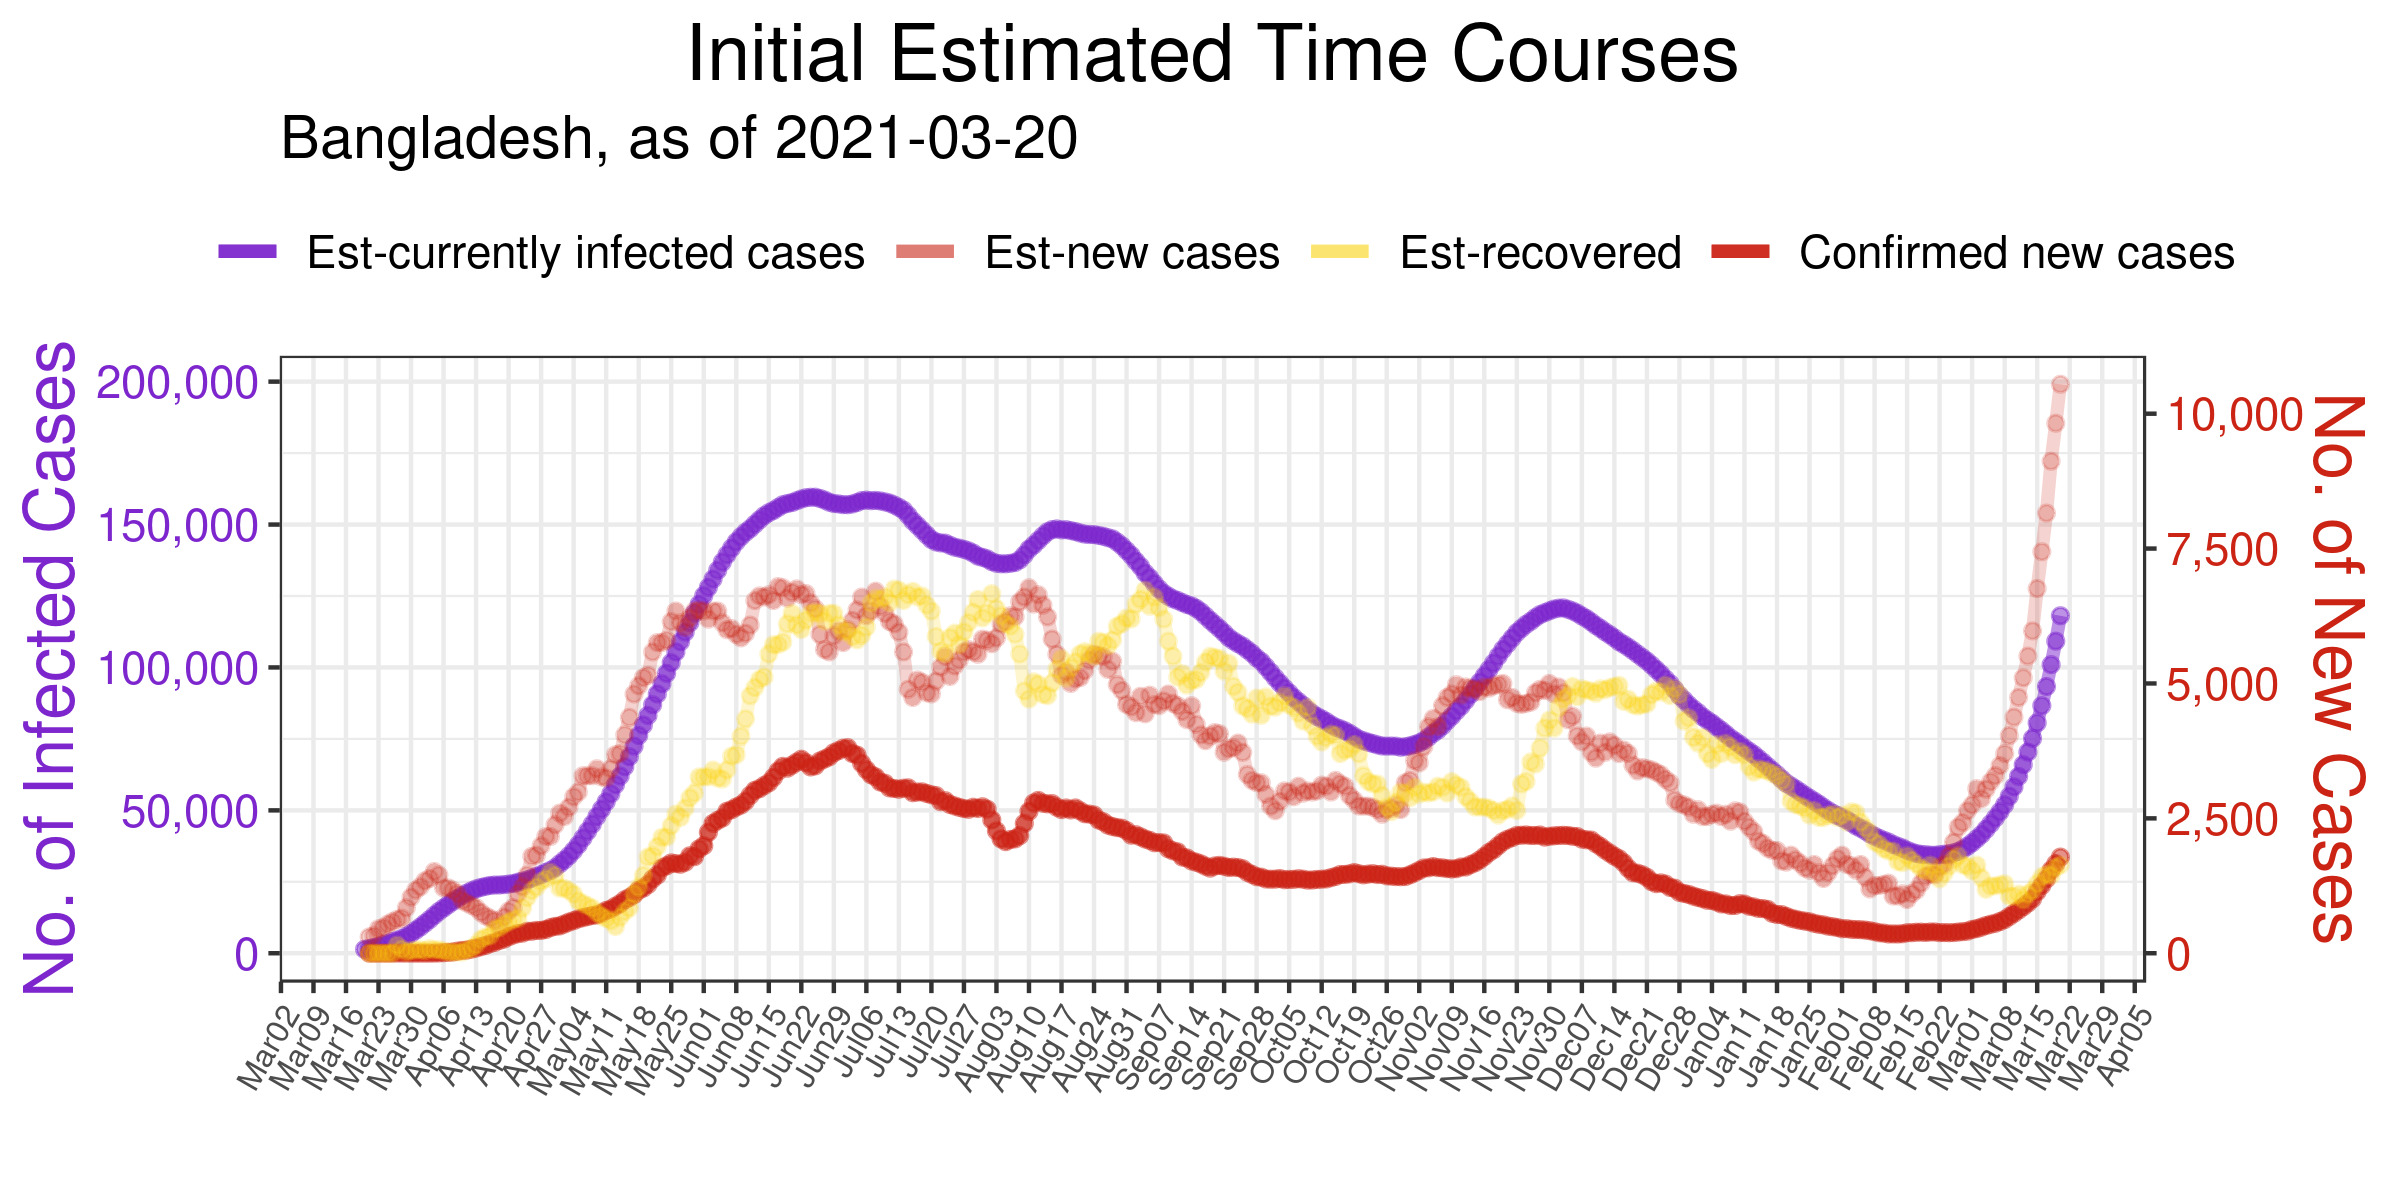 Initial Estimated Time Courses
Bangladesh, as of 2021-03-20
Est-currently infected cases Est-new cases Est-recovered Confirmed new cases
No. of Infected Cases
200,000
150,000
100,000
50,000
0
10,000
7,500
5,000
2,500
0
No. of New Cases
Mar02 Mar09 Mar16 Mar23 Mar30 Apr06 Apr13 Apr20 Apr27 May04 May11 May18 May25 Jun01 Jun08 Jun15 Jun22 Jun29 Jul06 Jul13 Jul20 Jul27 Aug03 Aug10 Aug17 Aug24 Aug31 Sep07 Sep14 Sep21 Sep28 Oct05 Oct12 Oct19 Oct26 Nov02 Nov09 Nov16 Nov23 Nov30 Dec07 Dec14 Dec21 Dec28 Jan04 Jan11 Jan18 Jan25 Feb01 Feb08 Feb15 Feb22 Mar01 Mar08 Mar15 Mar22 Mar29 Apr05